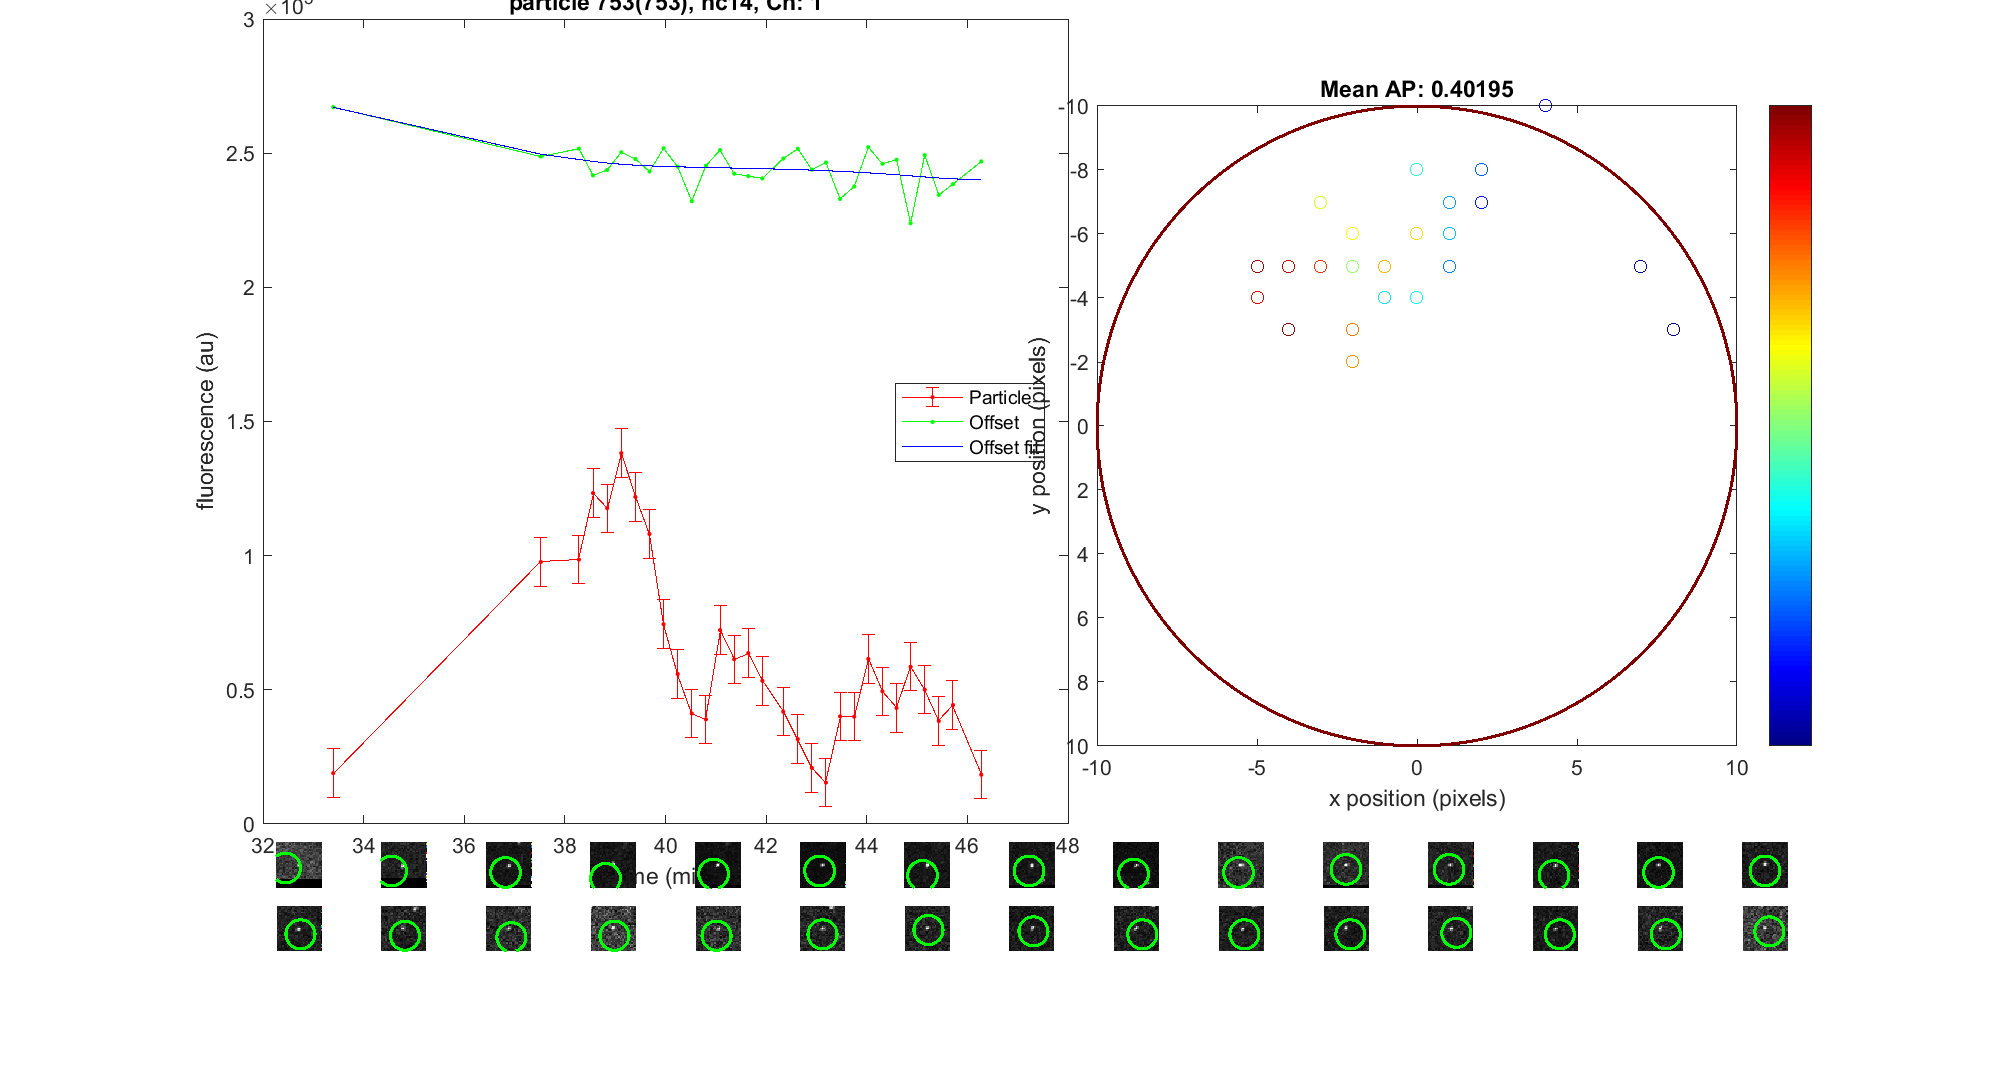 particle 753(753), nc14, Ch: 1
3
2.5
2
1.5
1
0.5
0
fluorescence (au)
32 34 36 38 40 42 44 46 48
Particle
Offset
Offset fit
Mean AP: 0.40195
-10
-8
-6
-4
-2
0
2
4
6
8
10
y position (pixels)
-10 -5 0 5 10
x position (pixels)